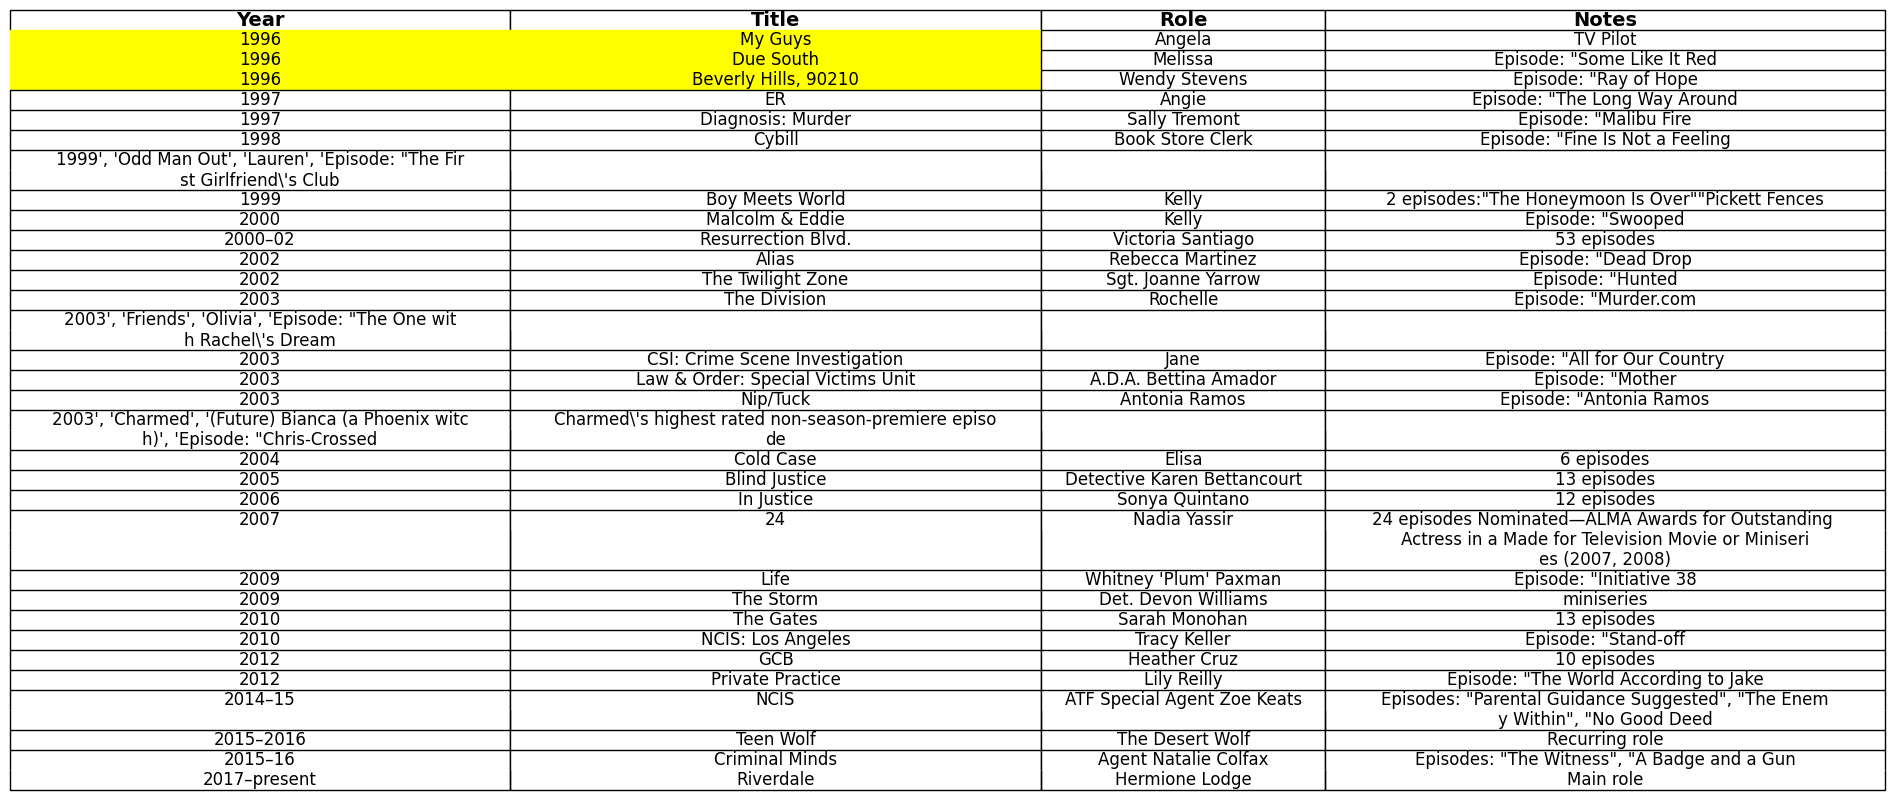 Year Title Role Notes
1996 My Guys Angela TV Pilot
1996 Due South Melissa Episode: "Some Like It Red
1996 Beverly Hills, 90210 Wendy Stevens Episode: "Ray of Hope
1997 ER Angie Episode: "The Long Way Around
1997 Diagnosis: Murder Sally Tremont Episode: "Malibu Fire
1998 Cybill Book Store Clerk Episode: "Fine Is Not a Feeling
1999', 'Odd Man Out', 'Lauren', 'Episode: "The Fir
st Girlfriend\'s Club
1999 Boy Meets World Kelly 2 episodes:"The Honeymoon Is Over""Pickett Fences
2000 Malcolm & Eddie Kelly Episode: "Swooped
2000–02 Resurrection Blvd. Victoria Santiago 53 episodes
2002 Alias Rebecca Martinez Episode: "Dead Drop
2002 The Twilight Zone Sgt. Joanne Yarrow Episode: "Hunted
2003 The Division Rochelle Episode: "Murder.com
2003', 'Friends', 'Olivia', 'Episode: "The One wit
h Rachel\'s Dream
2003 CSI: Crime Scene Investigation Jane Episode: "All for Our Country
2003 Law & Order: Special Victims Unit A.D.A. Bettina Amador Episode: "Mother
2003 Nip/Tuck Antonia Ramos Episode: "Antonia Ramos
2003', 'Charmed', '(Future) Bianca (a Phoenix witc Charmed\'s highest rated non-season-premiere episo
h)', 'Episode: "Chris-Crossed de
2004 Cold Case Elisa 6 episodes
2005 Blind Justice Detective Karen Bettancourt 13 episodes
2006 In Justice Sonya Quintano 12 episodes
2007 24 Nadia Yassir 24 episodes Nominated—ALMA Awards for Outstanding
Actress in a Made for Television Movie or Miniseri
es (2007, 2008)
2009 Life Whitney 'Plum' Paxman Episode: "Initiative 38
2009 The Storm Det. Devon Williams miniseries
2010 The Gates Sarah Monohan 13 episodes
2010 NCIS: Los Angeles Tracy Keller Episode: "Stand-off
2012 GCB Heather Cruz 10 episodes
2012 Private Practice Lily Reilly Episode: "The World According to Jake
2014–15 NCIS ATF Special Agent Zoe Keats Episodes: "Parental Guidance Suggested", "The Enem
y Within", "No Good Deed
2015–2016 Teen Wolf The Desert Wolf Recurring role
2015–16 Criminal Minds Agent Natalie Colfax Episodes: "The Witness", "A Badge and a Gun
2017–present Riverdale Hermione Lodge Main role